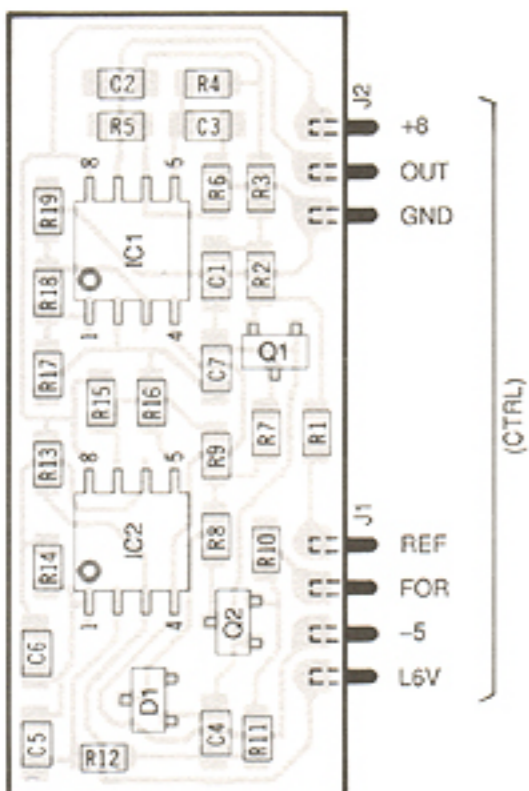 C2
R4
J2
R5
C3
+8
8
5
OUT
R19
R6
R3
GND
IC1
R18
C1
R2
1
4
R17
C7
Q1
R15
R16
R7
R1
(CTRL)
R13
R9
8
5
J1
IC2
R8
R10
REF
R14
FOR
1
4
Q2
-5
C6
D1
L6V
C5
R12
C4
R11